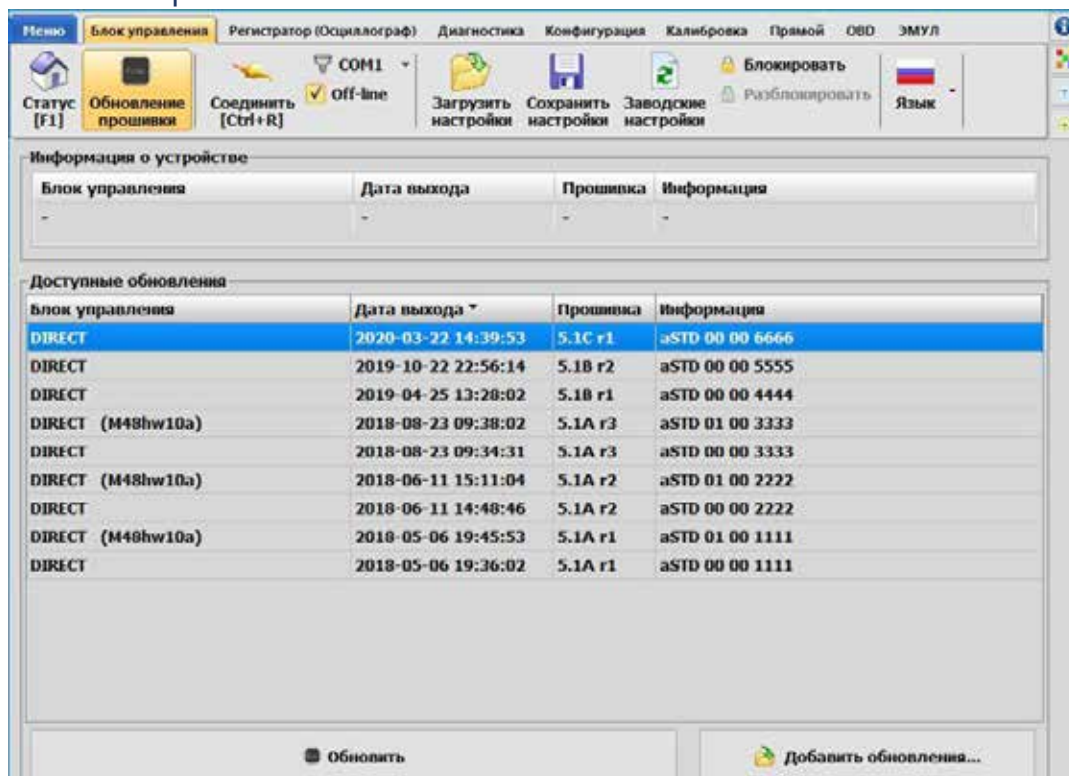 Меню Блок управления Регистратор (Осциллограф) Диагностика Конфигурация Калибровка Прямой OBD ЭМУЛ
Статус [F1]
Обновление прошивки
Соединить [Ctrl+R]
COM1
Off-line
Загрузить настройки
Сохранить настройки
Заводские настройки
Блокировать
Разблокировать
Язык
Информация о устройстве
Блок управления Дата выхода Прошивка Информация
- - - -
Доступные обновления
Блок управления Дата выхода Прошивка Информация
DIRECT 2020-03-22 14:39:53 5.1C r1 aSTD 00 00 6666
DIRECT 2019-10-22 22:56:14 5.1B r2 aSTD 00 00 5555
DIRECT 2019-04-25 13:28:02 5.1B r1 aSTD 00 00 4444
DIRECT (M48hw10a) 2018-08-23 09:38:02 5.1A r3 aSTD 01 00 3333
DIRECT 2018-08-23 09:34:31 5.1A r3 aSTD 00 00 3333
DIRECT (M48hw10a) 2018-06-11 15:11:04 5.1A r2 aSTD 01 00 2222
DIRECT 2018-06-11 14:48:46 5.1A r2 aSTD 00 00 2222
DIRECT (M48hw10a) 2018-05-06 19:45:53 5.1A r1 aSTD 01 00 1111
DIRECT 2018-05-06 19:36:02 5.1A r1 aSTD 00 00 1111
Обновить
Добавить обновления...